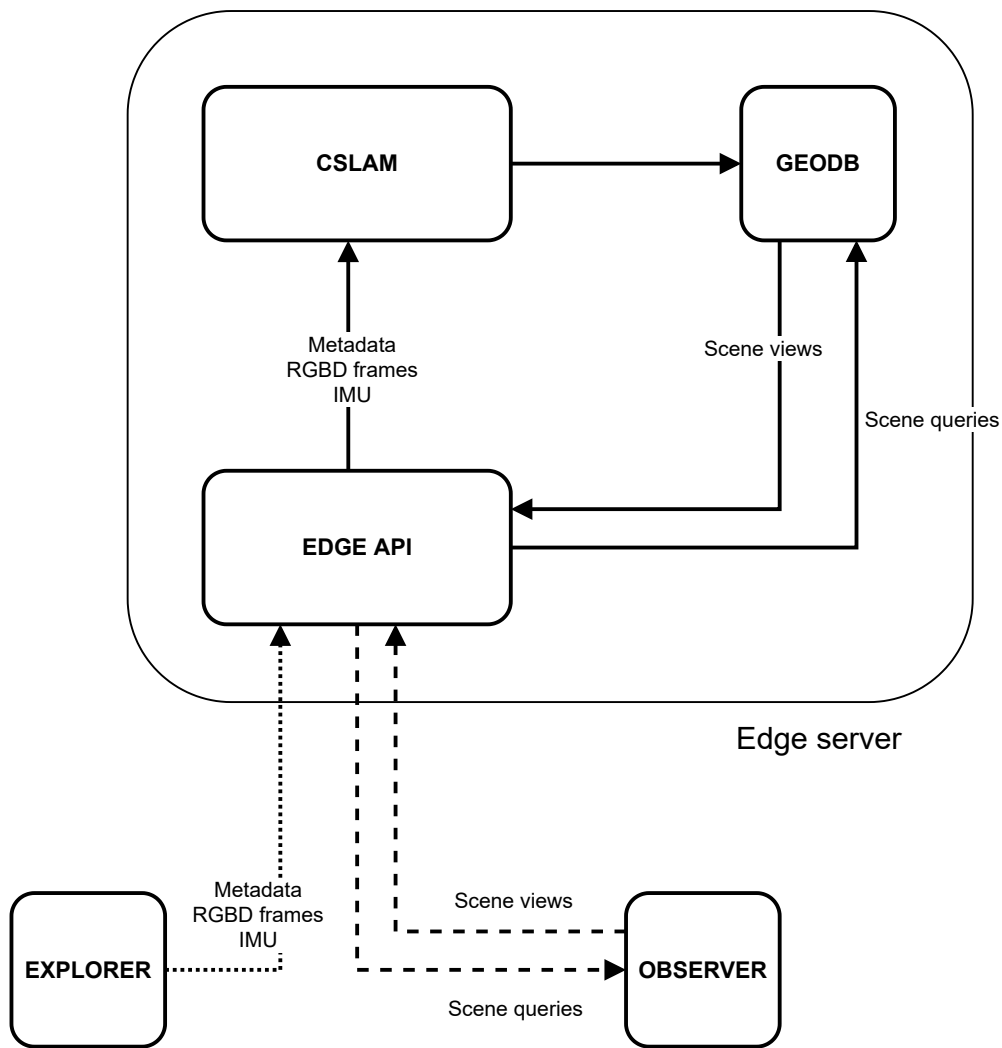 CSLAM
GEODB
Metadata
RGBD frames
IMU
Scene views
Scene queries
EDGE API
Edge server
Metadata
RGBD frames
IMU
Scene views
EXPLORER
OBSERVER
Scene queries